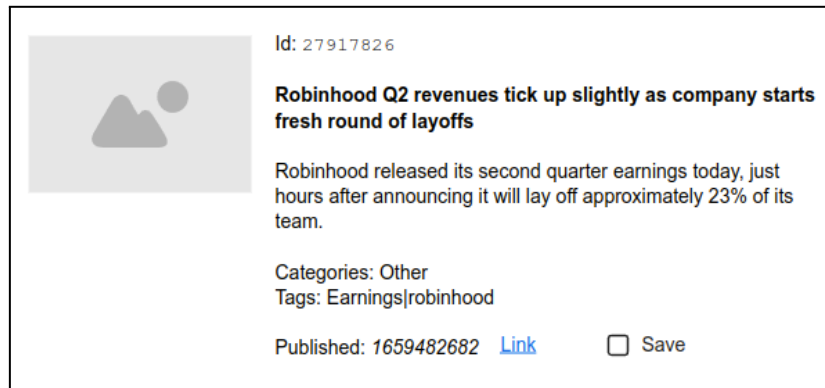 Id: 27917826
Robinhood Q2 revenues tick up slightly as company starts
fresh round of layoffs
Robinhood released its second quarter earnings today, just
hours after announcing it will lay off approximately 23% of its
team.
Categories: Other
Tags: Earnings|robinhood
Published: 1659482682 Link Save